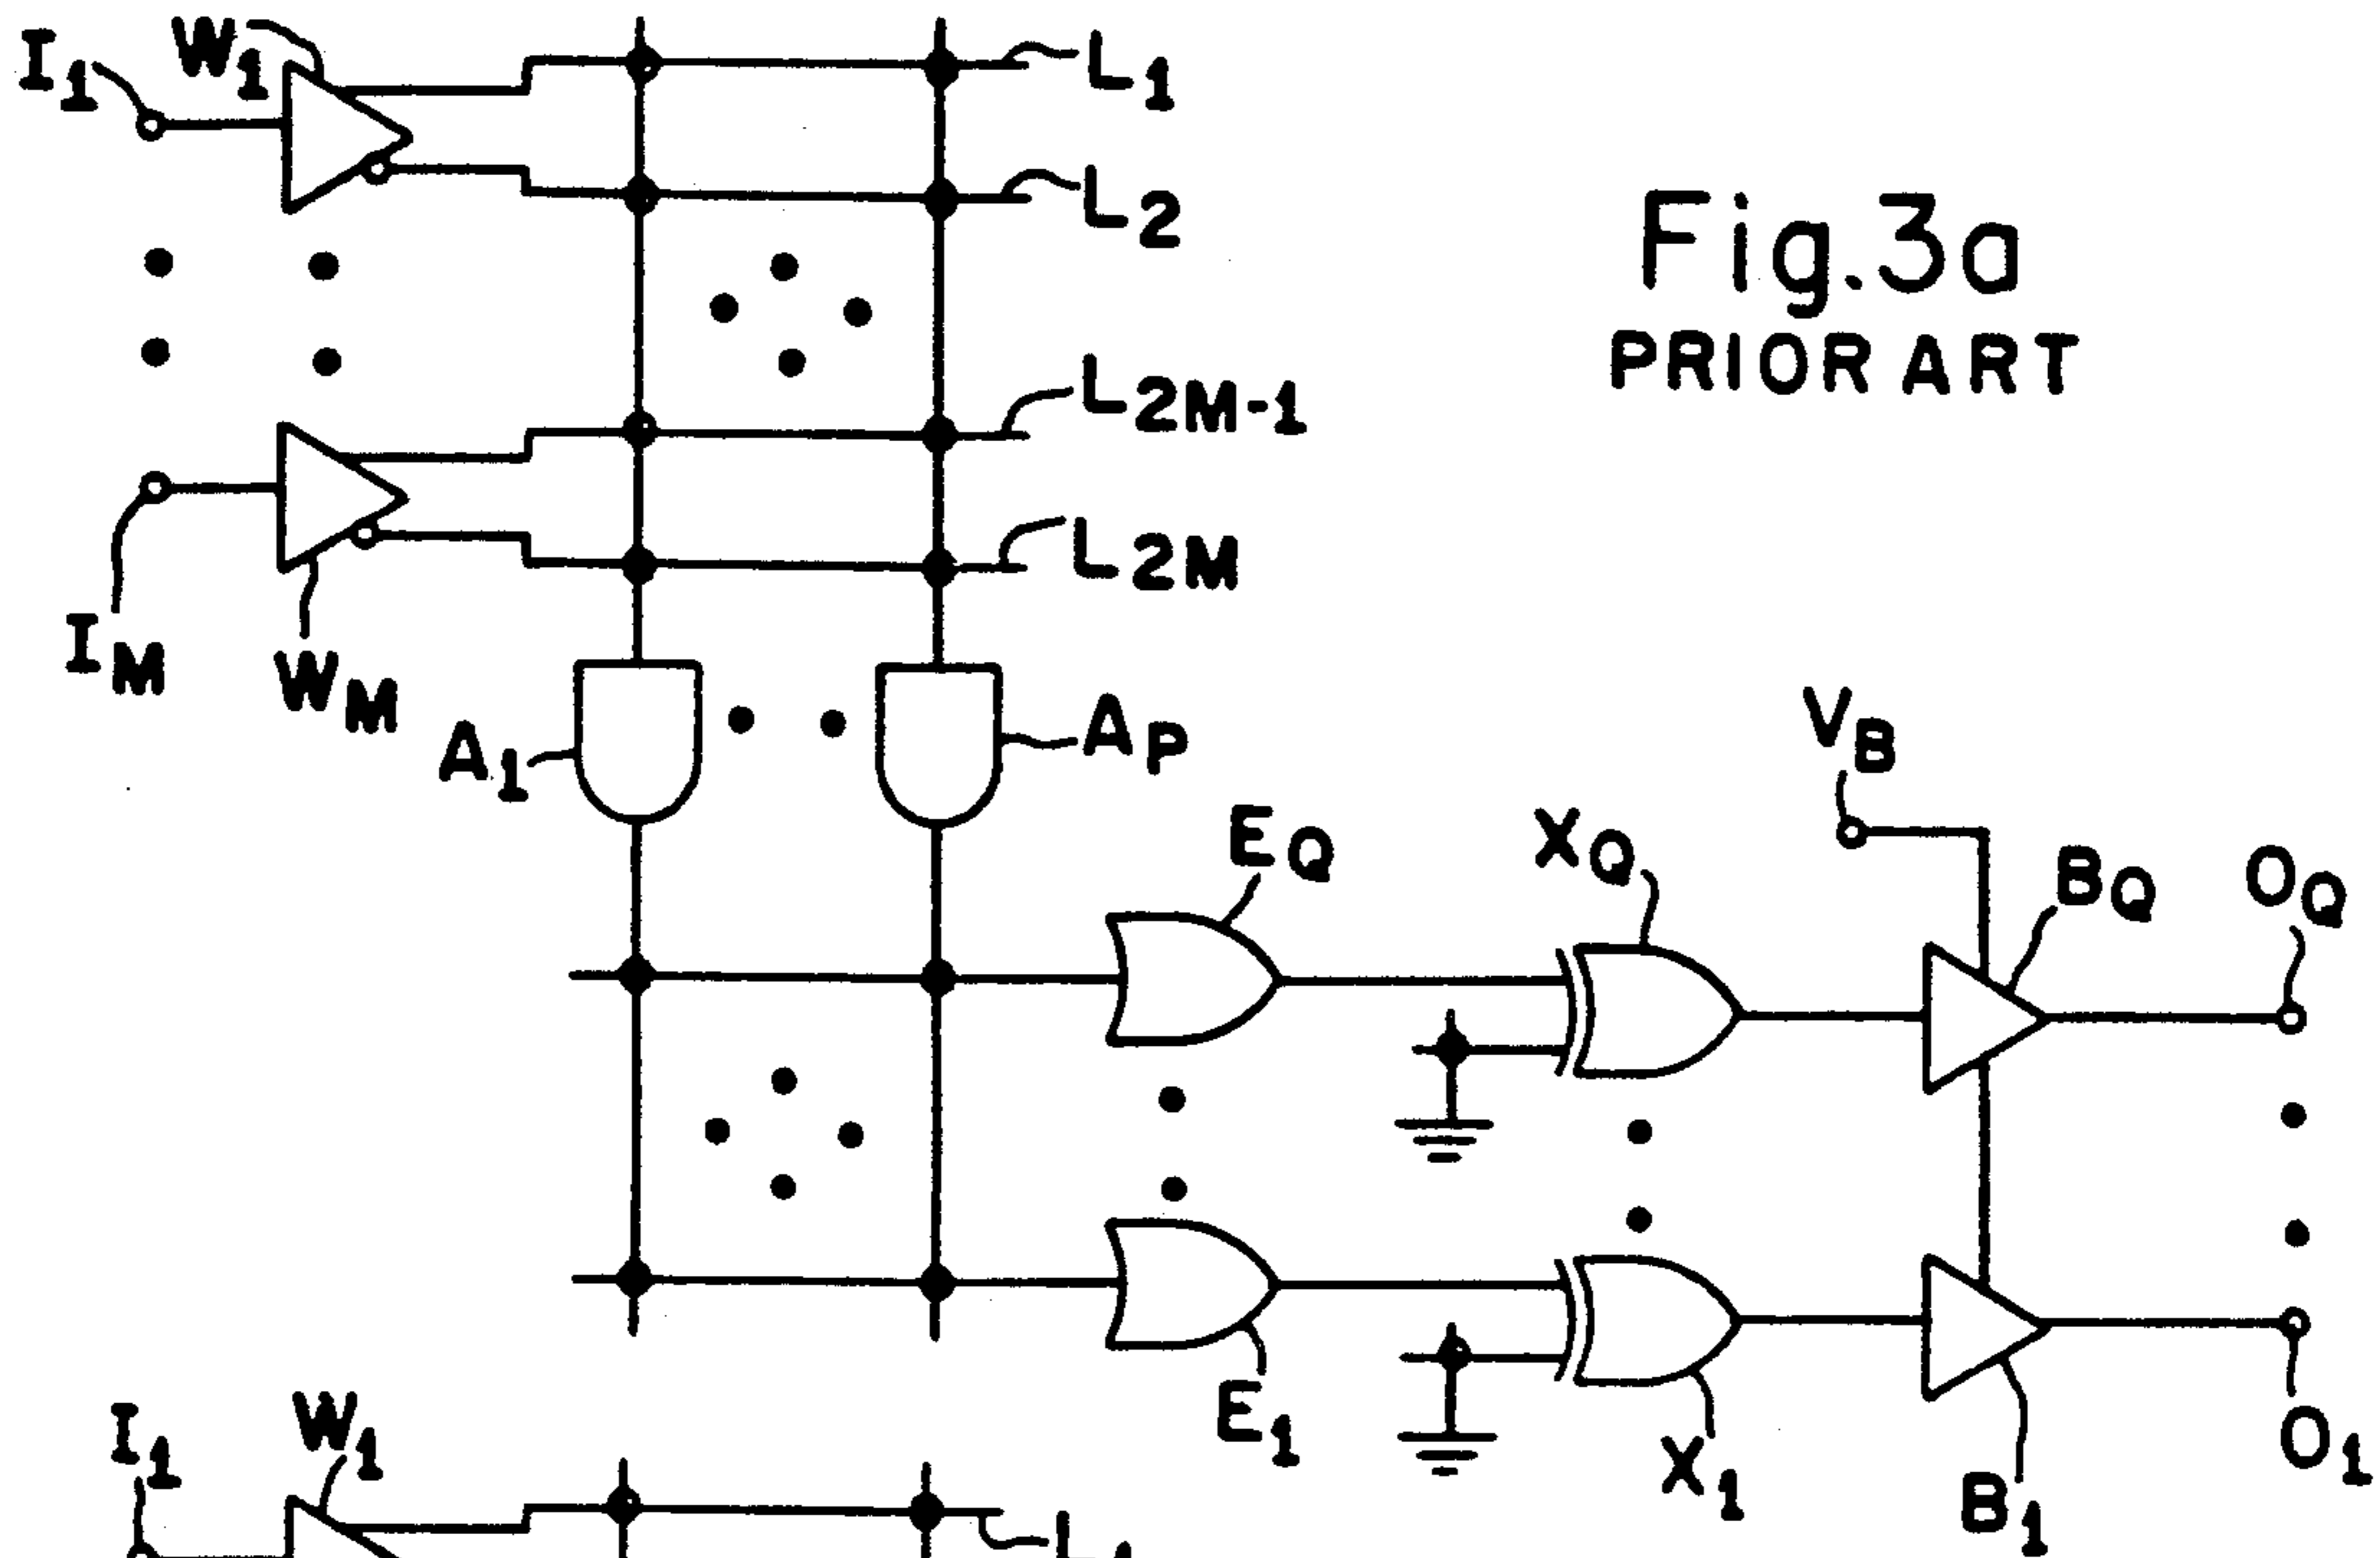 I1
W1
L1
L2
Fig.3a
PRIOR ART
L2M-1
L2M
IM
WM
A1
AP
VB
EQ
XQ
BQ
OQ
E1
X1
B1
O1
I1
W1